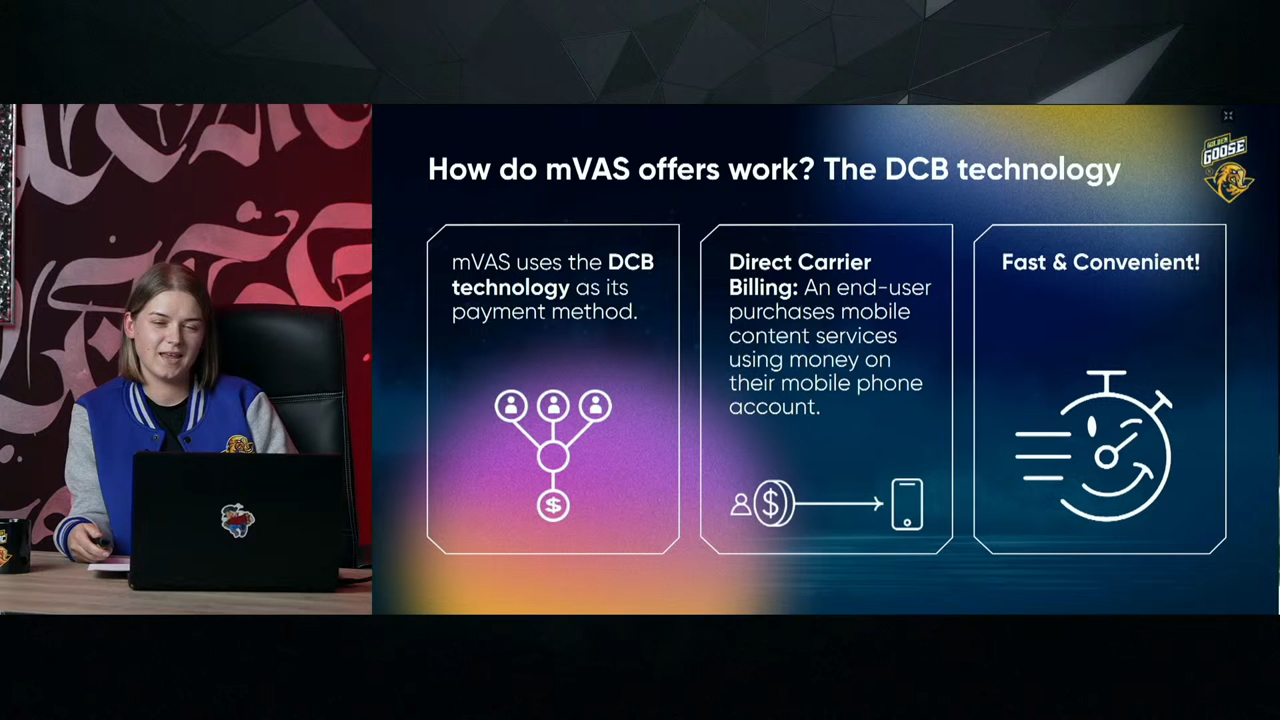 How do mVAS offers work? The DCB technology
GOLDEN
GOOSE
mVAS uses the DCB
technology as its
payment method.
Direct Carrier
Billing: An end-user
purchases mobile
content services
using money on
their mobile phone
account.
Fast & Convenient!
$
$